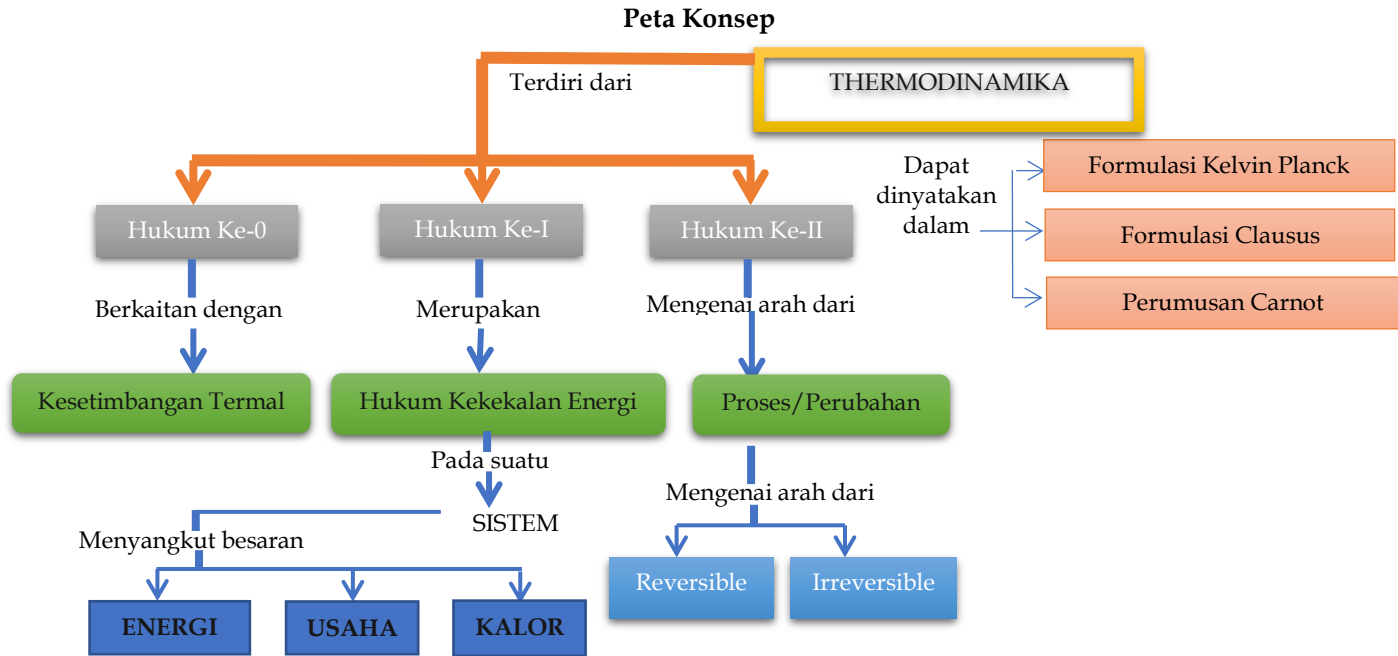 Peta Konsep
THERMODINAMIKA
Terdiri dari
Hukum Ke-0
Hukum Ke-I
Hukum Ke-II
Dapat
dinyatakan
dalam
Formulasi Kelvin Planck
Formulasi Clausus
Perumusan Carnot
Berkaitan dengan
Merupakan
Mengenai arah dari
Kesetimbangan Termal
Hukum Kekekalan Energi
Proses/Perubahan
Pada suatu
SISTEM
Mengenai arah dari
Menyangkut besaran
Reversible
Irreversible
ENERGI
USAHA
KALOR